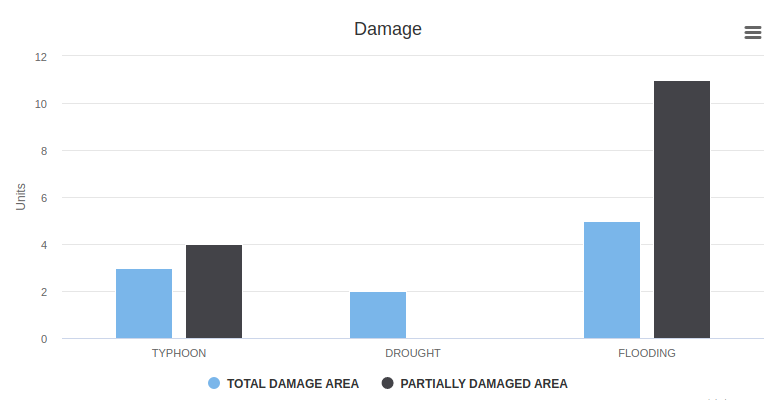 Damage
12
10
8
6
4
2
0
Units
TYPHOON DROUGHT FLOODING
TOTAL DAMAGE AREA PARTIALLY DAMAGED AREA